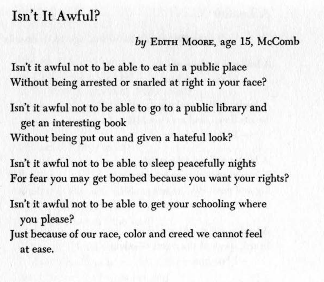 Isn't It Awful?
by EDITH MOORE, age 15, McComb
Isn't it awful not to be able to eat in a public place
Without being arrested or snarled at right in your face?
Isn't it awful not to be able to go to a public library and
get an interesting book
Without being put out and given a hateful look?
Isn't it awful not to be able to sleep peacefully nights
For fear you may get bombed because you want your rights?
Isn't it awful not to be able to get your schooling where
you please?
Just because of our race, color and creed we cannot feel
at ease.